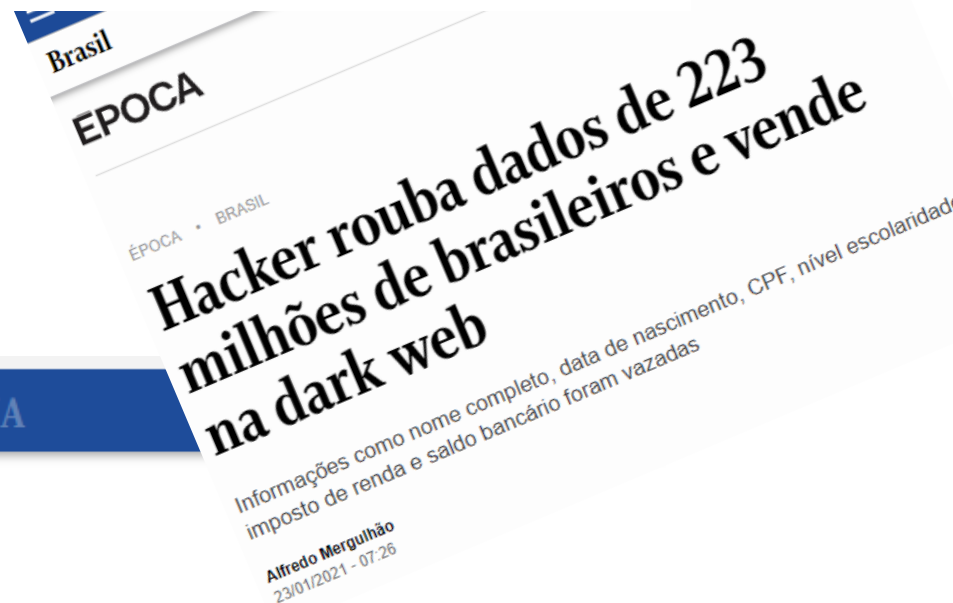 Brasil
ÉPOCA
ÉPOCA • BRASIL
Hacker rouba dados de 223
milhões de brasileiros e vende
na dark web
Informações como nome completo, data de nascimento, CPF, nível escolaridade
imposto de renda e saldo bancário foram vazadas
Alfredo Mergulhão
23/01/2021 - 07:26
A